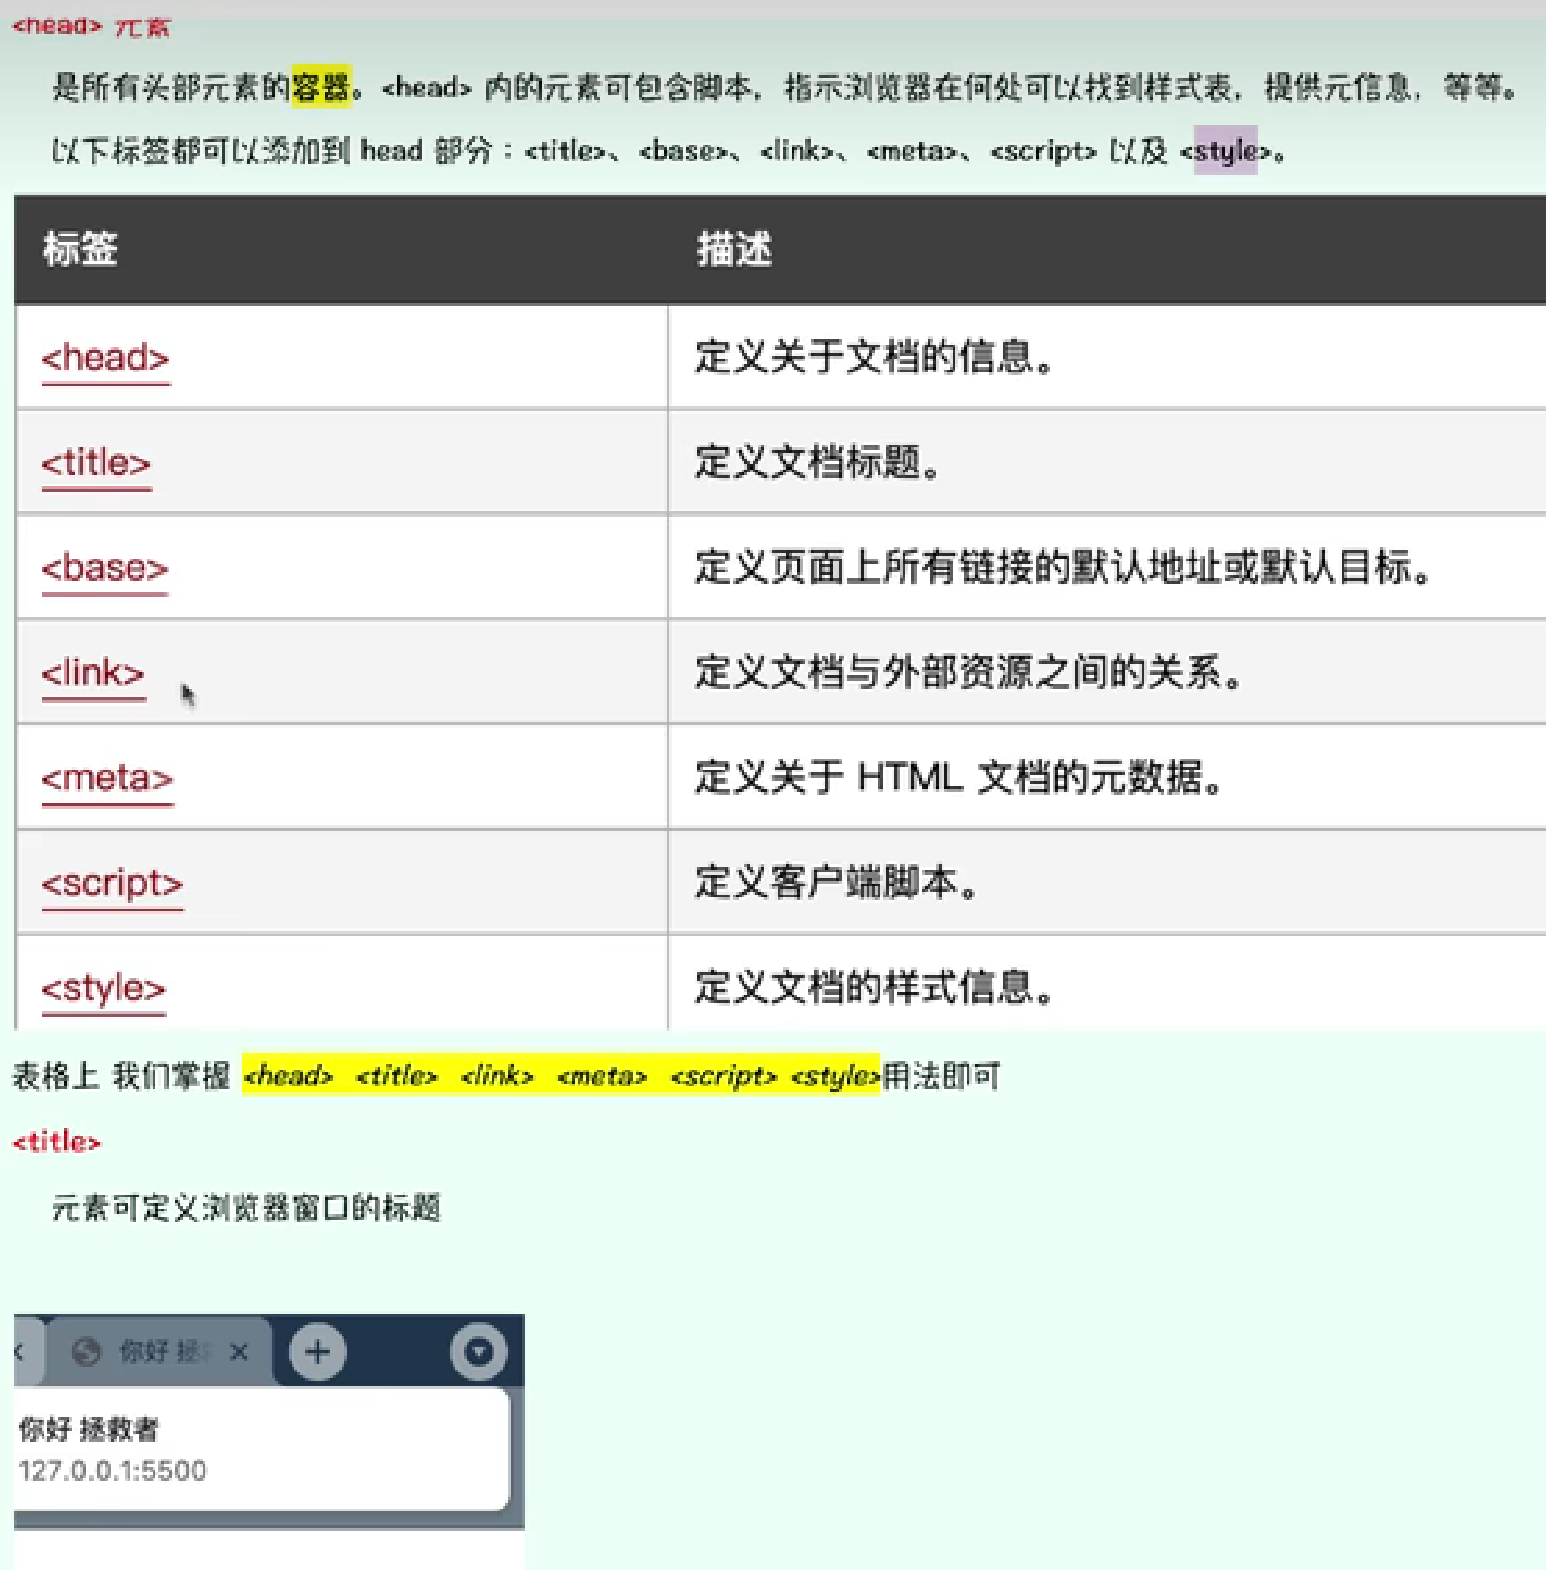 <head> 元素
是所有头部元素的容器。<head> 内的元素可包含脚本，指示浏览器在何处可以找到样式表，提供元信息，等等。
以下标签都可以添加到 head 部分：<title>、<base>、<link>、<meta>、<script> 以及 <style>。
标签 描述
<head> 定义关于文档的信息。
<title> 定义文档标题。
<base> 定义页面上所有链接的默认地址或默认目标。
<link> 定义文档与外部资源之间的关系。
<meta> 定义关于 HTML 文档的元数据。
<script> 定义客户端脚本。
<style> 定义文档的样式信息。
表格上 我们掌握 <head> <title> <link> <meta> <script> <style>用法即可
<title>
元素可定义浏览器窗口的标题
你好 拯
你好 拯救者
127.0.0.1:5500